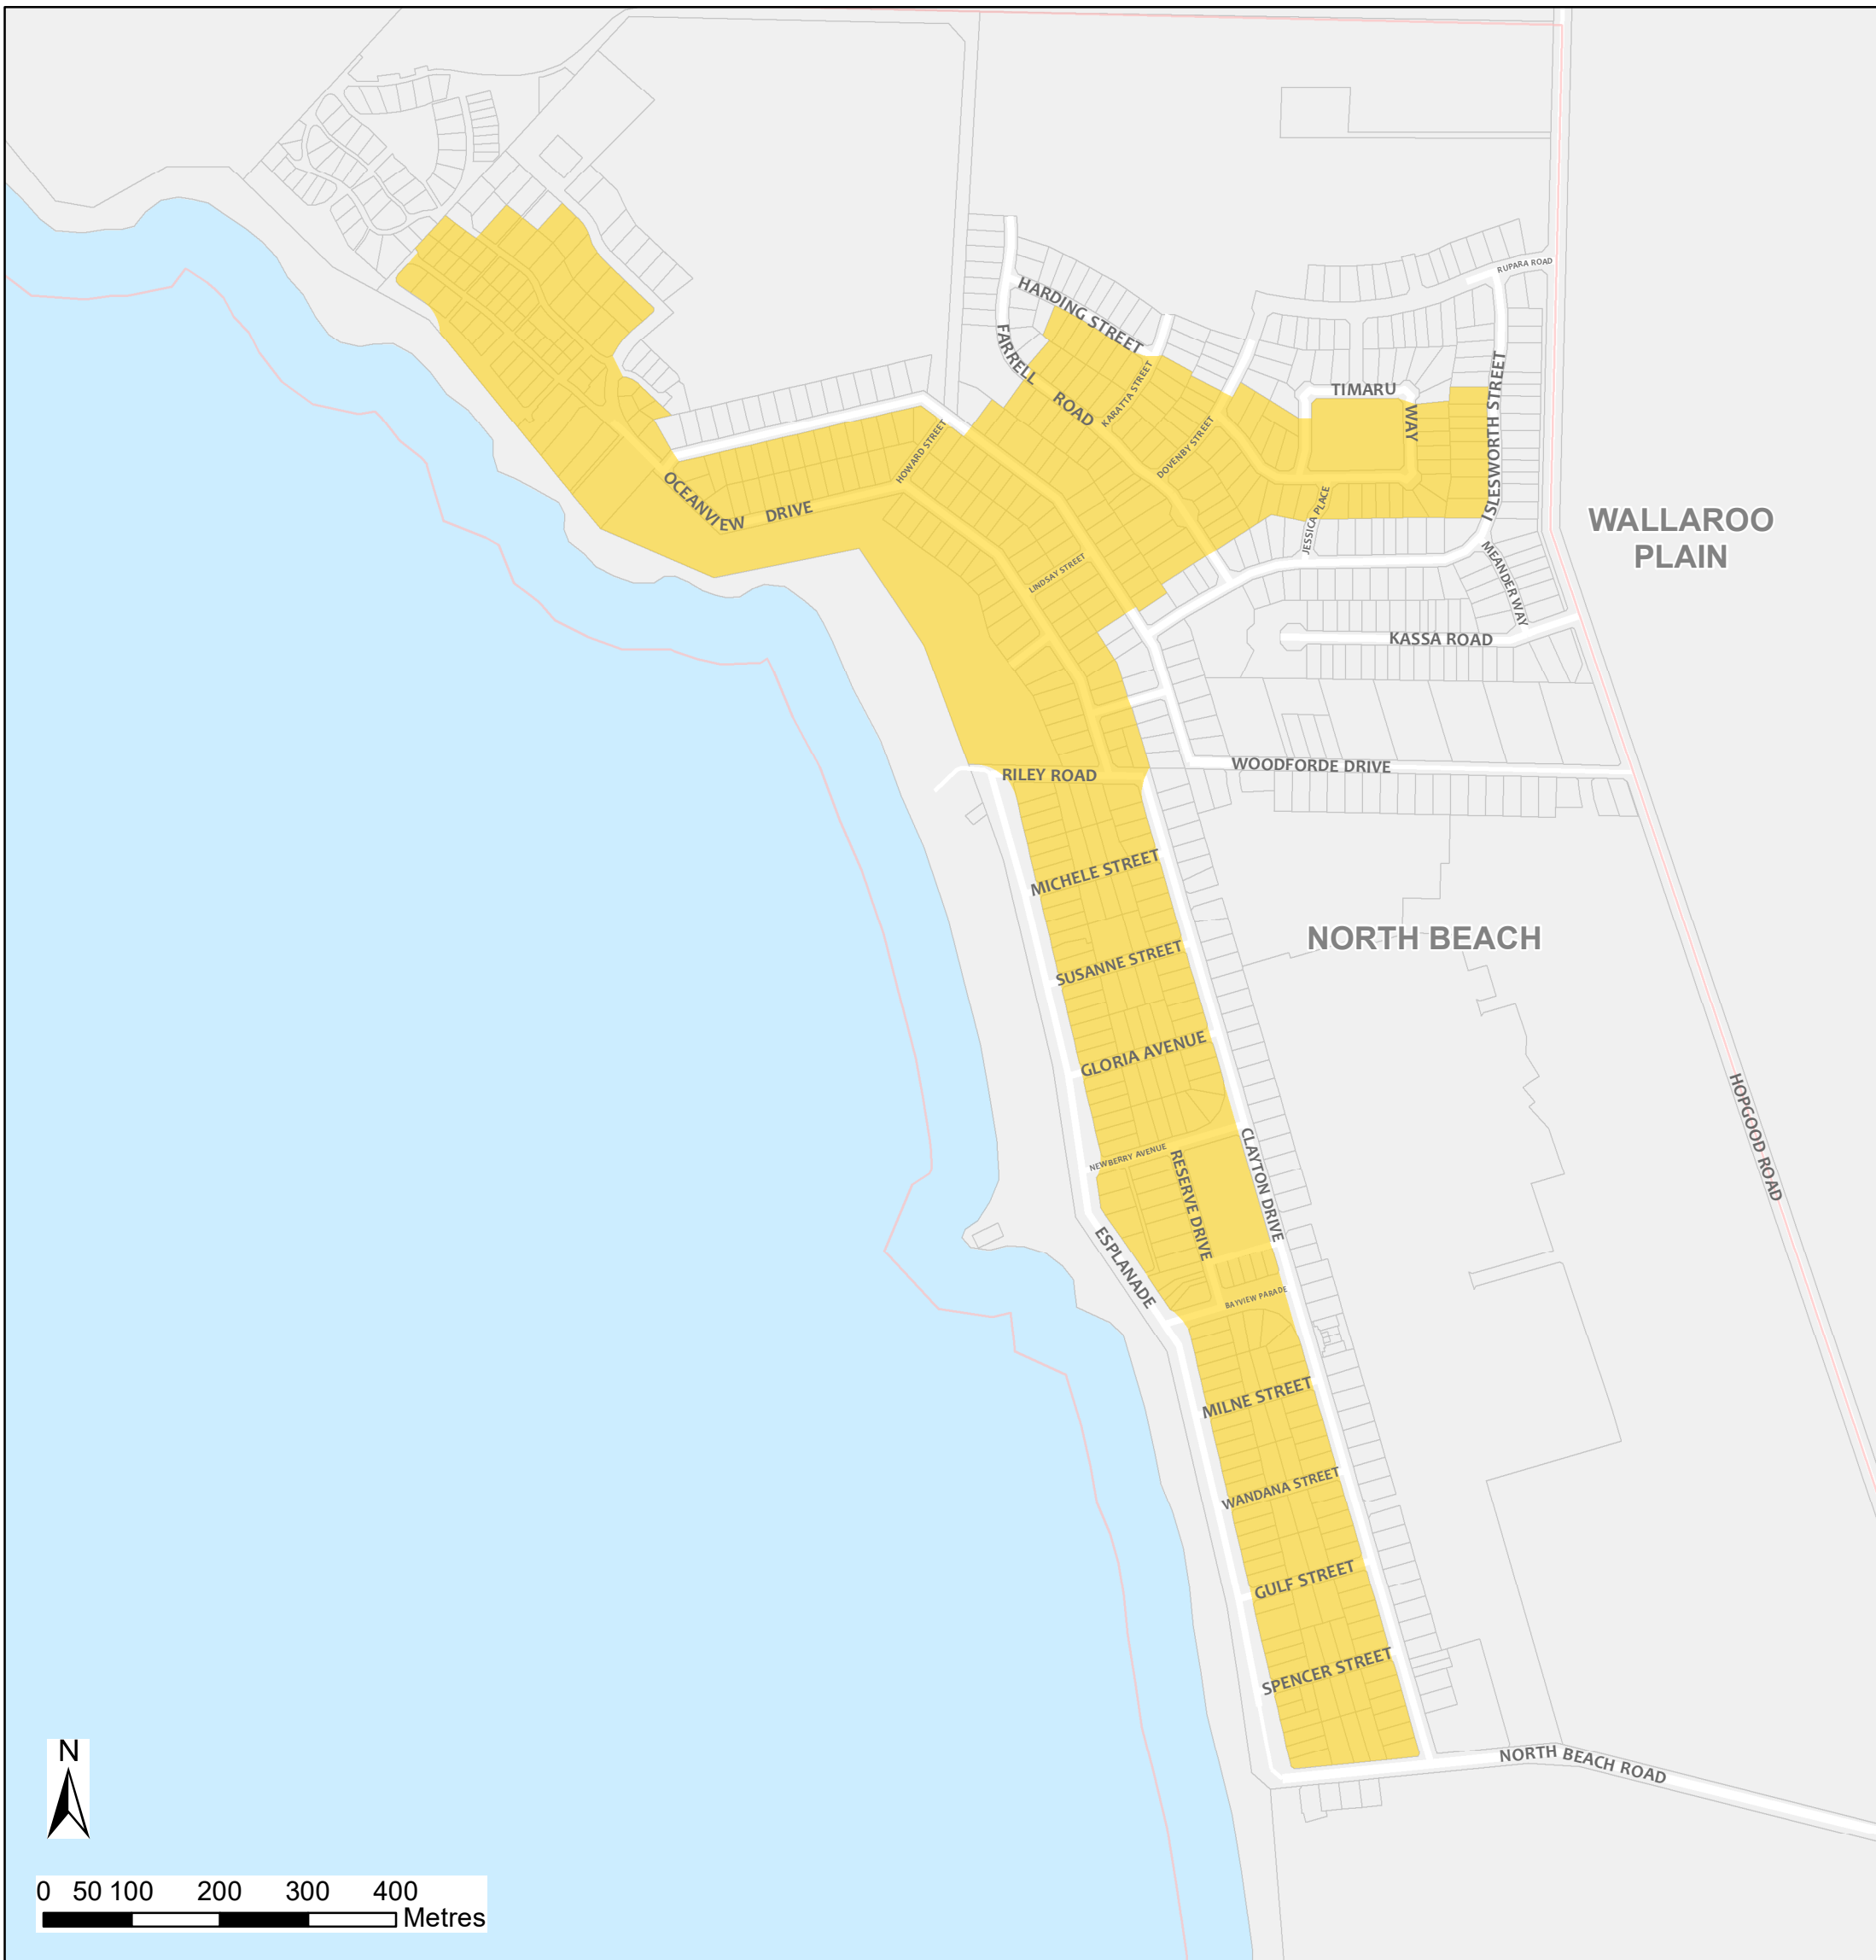 RUPARA ROAD
HARDING STREET
FARRELL ROAD
KARATTA STREET
TIMARU WAY
ISLESWORTH STREET
HOWARD STREET
DOVENBY STREET
OCEANVIEW DRIVE
JESSICA PLACE
WALLAROO
PLAIN
MEANDER WAY
LINDSAY STREET
KASSA ROAD
RILEY ROAD
WOODFORDE DRIVE
MICHELE STREET
NORTH BEACH
SUSANNE STREET
GLORIA AVENUE
HOPGOOD ROAD
NEWBERRY AVENUE
RESERVE DRIVE
CLAYTON DRIVE
ESPLANADE
BAYVIEW PARADE
MILNE STREET
WANDANA STREET
GULF STREET
SPENCER STREET
NORTH BEACH ROAD
N
0 50 100 200 300 400
Metres